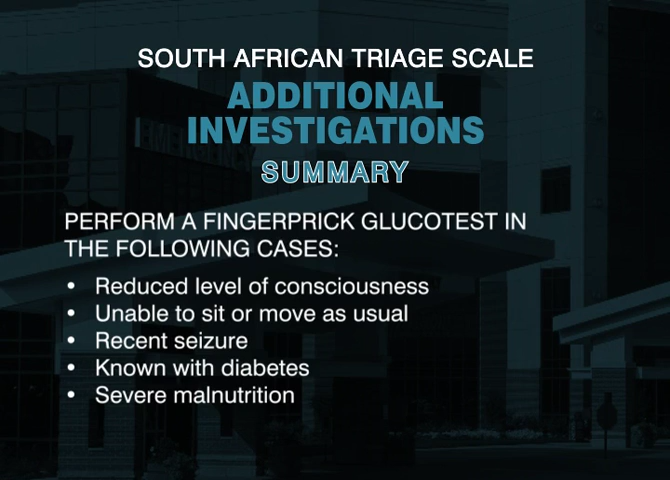 SOUTH AFRICAN TRIAGE SCALE
ADDITIONAL
INVESTIGATIONS
SUMMARY
PERFORM A FINGERPRICK GLUCOTEST IN
THE FOLLOWING CASES:
• Reduced level of consciousness
• Unable to sit or move as usual
• Recent seizure
• Known with diabetes
• Severe malnutrition